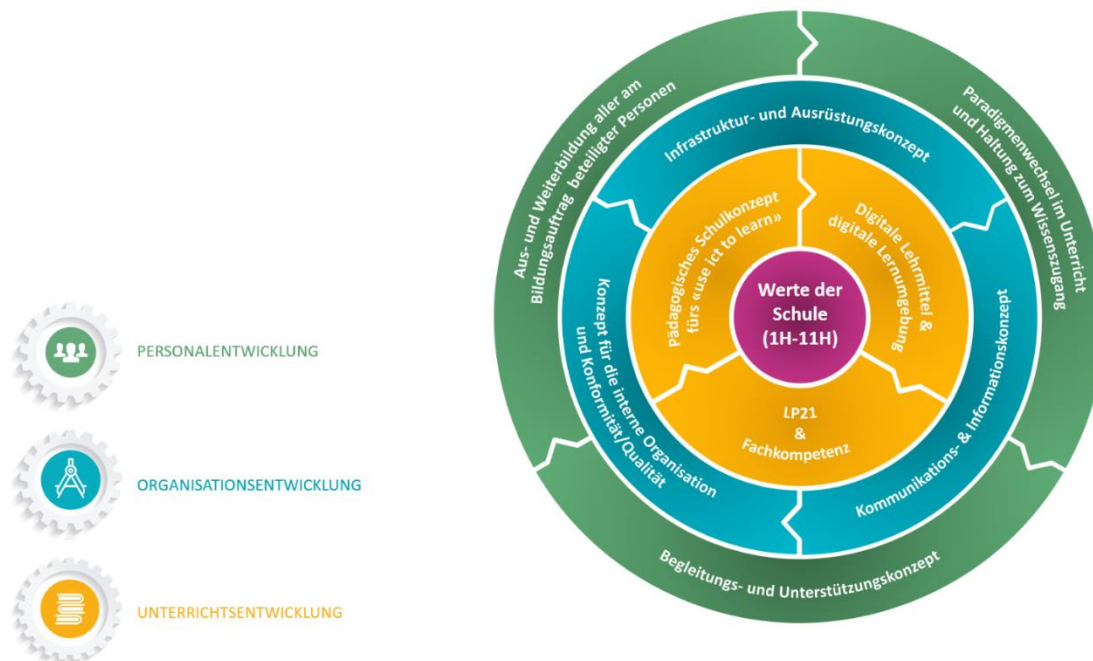 Aus- und Weiterbildung aller am
Bildungsauftrag beteiligter Personen
Paradigmenwechsel im Unterricht
und Haltung zum Wissenszugang
Infrastruktur- und Ausrüstungskonzept
Pädagogisches Schulkonzept
fürs «use ict to learn»
Digitale Lehrmittel &
digitale Lernumgebung
Werte der
Schule
(1H-11H)
Konzept für die interne Organisation
und Konformität/Qualität
Kommunikations- & Informationskonzept
LP21
&
Fachkompetenz
Begleitungs- und Unterstützungskonzept
PERSONALENTWICKLUNG
ORGANISATIONSENTWICKLUNG
UNTERRICHTSENTWICKLUNG